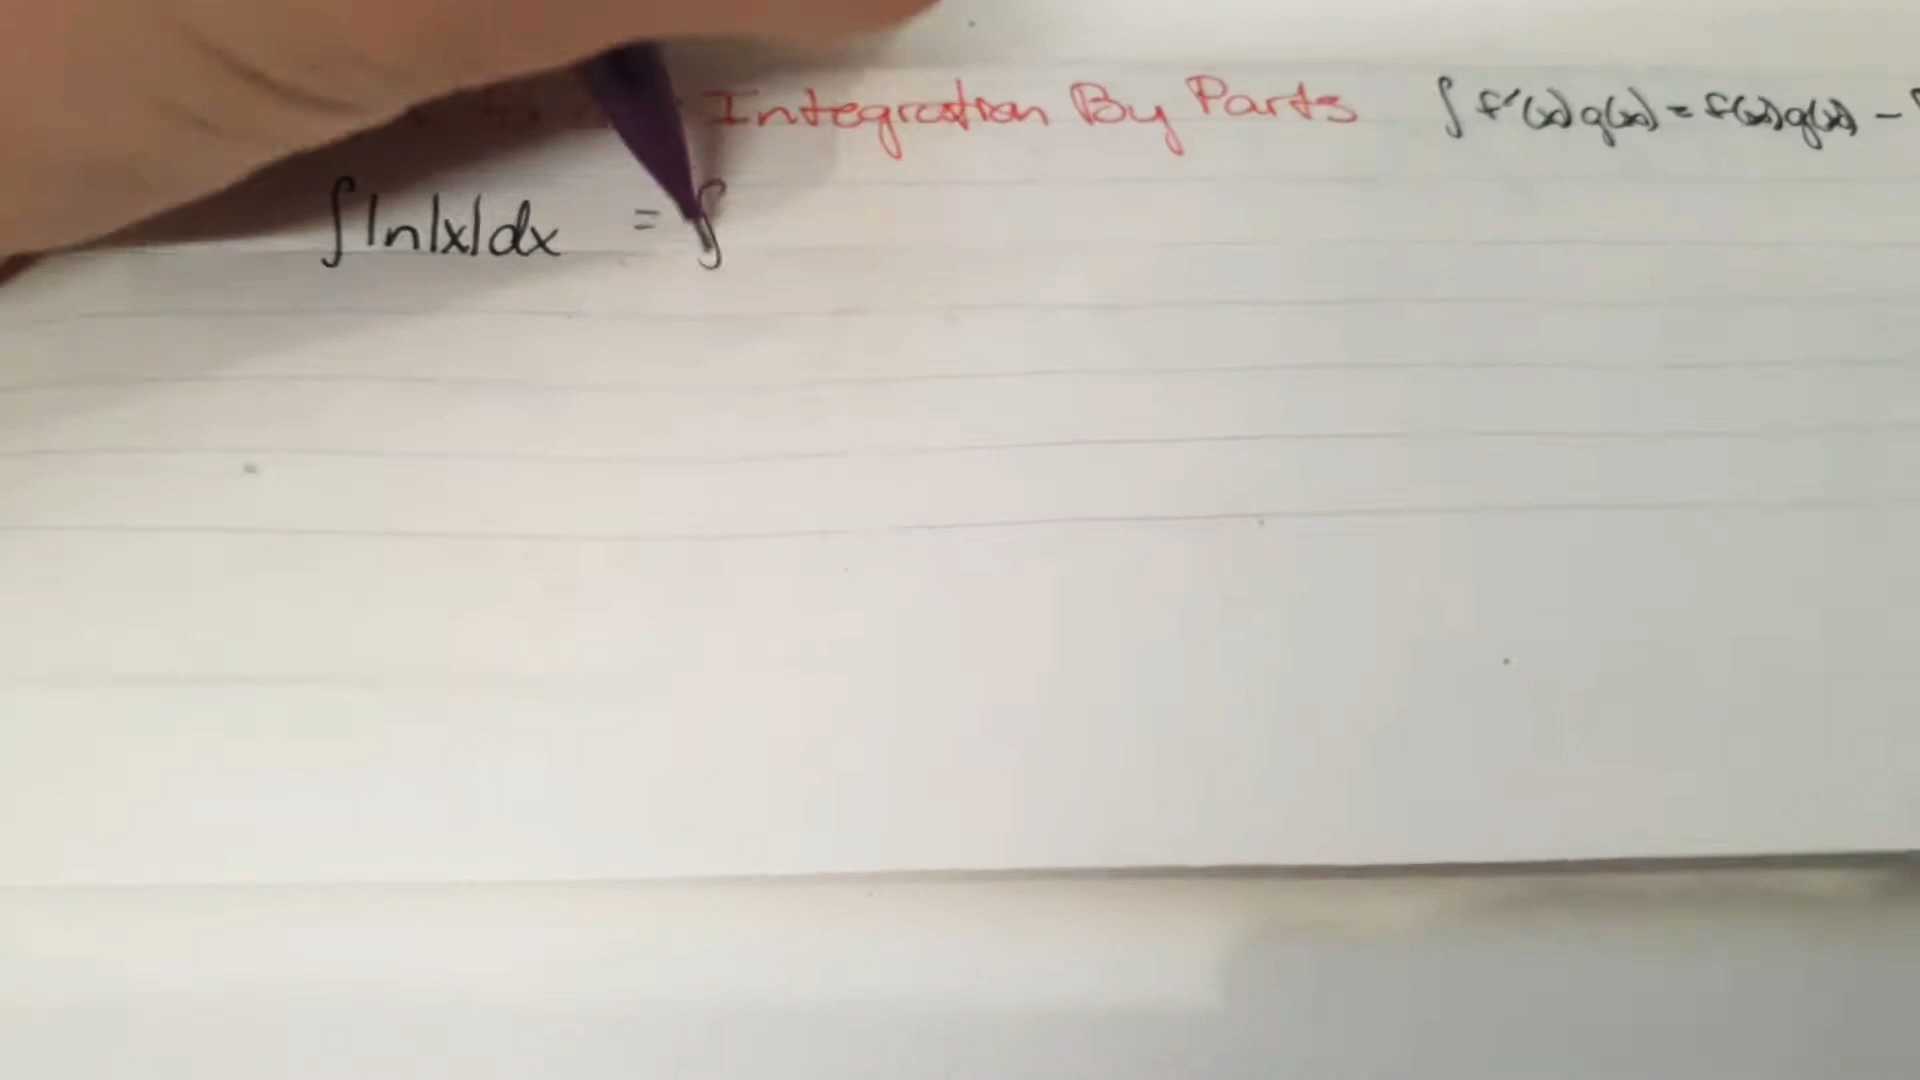 Integration By Parts ∫ f'(x)g(x) = f(x)g(x) -
∫ln|x|dx = ∫